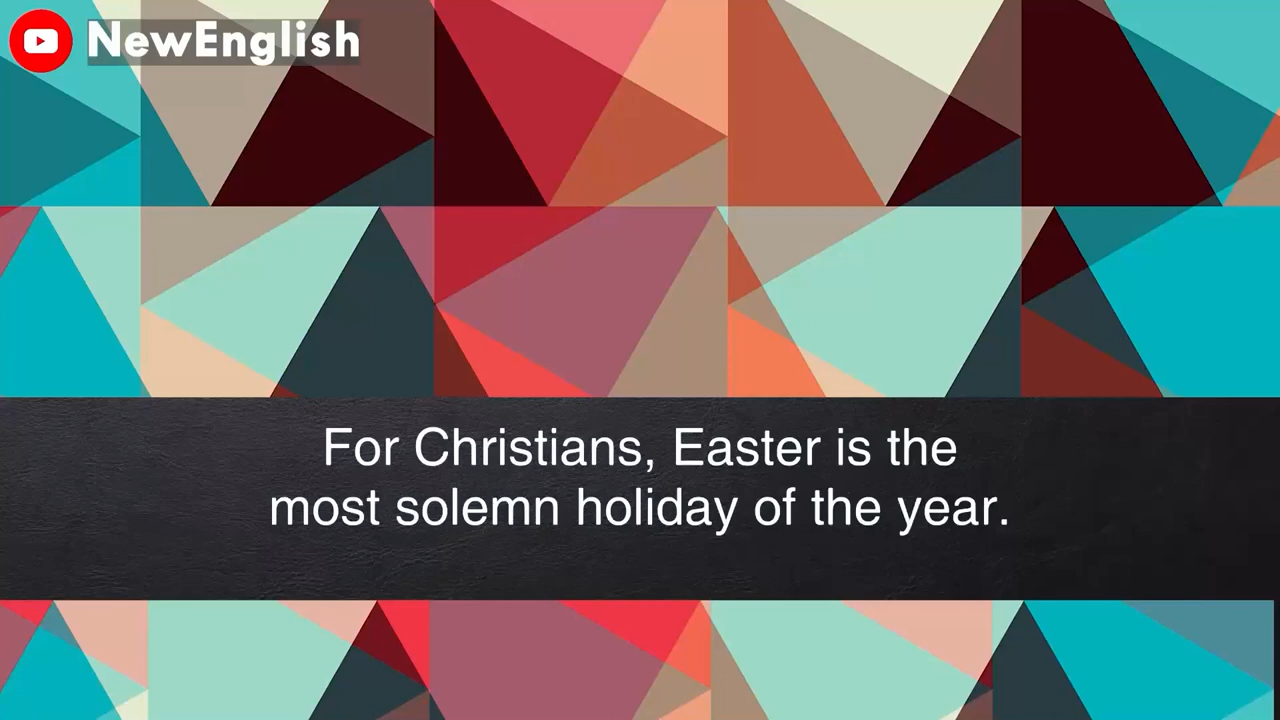 NewEnglish
For Christians, Easter is the
most solemn holiday of the year.